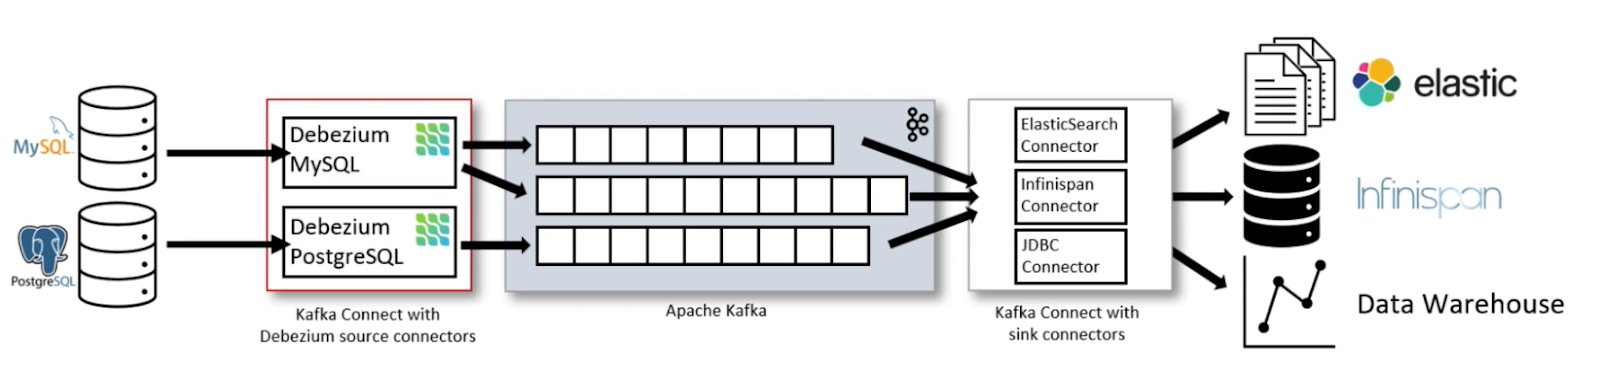 MySQL
PostgreSQL
Debezium
MySQL
Debezium
PostgreSQL
Kafka Connect with
Debezium source connectors
Apache Kafka
ElasticSearch
Connector
Infinispan
Connector
JDBC
Connector
Kafka Connect with
sink connectors
elastic
Infinispan
Data Warehouse